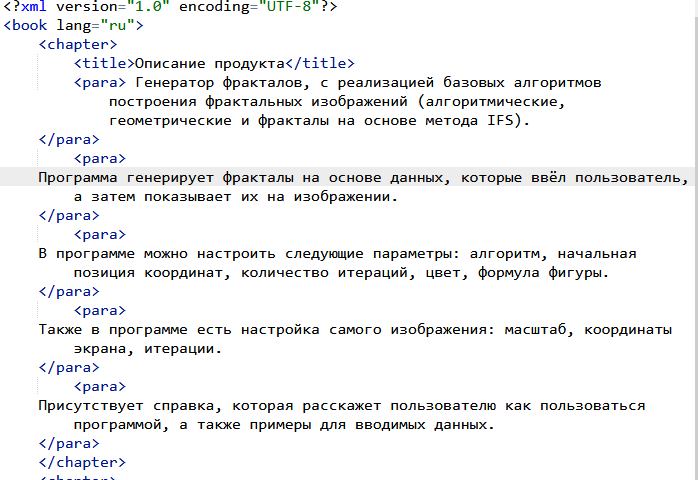 <?xml version="1.0" encoding="UTF-8"?>
<book lang="ru">
<chapter>
<title>Описание продукта</title>
<para> Генератор фракталов, с реализацией базовых алгоритмов
построения фрактальных изображений (алгоритмические,
геометрические и фракталы на основе метода IFS).
</para>
<para>
Программа генерирует фракталы на основе данных, которые ввёл пользователь,
а затем показывает их на изображении.
</para>
<para>
В программе можно настроить следующие параметры: алгоритм, начальная
позиция координат, количество итераций, цвет, формула фигуры.
</para>
<para>
Также в программе есть настройка самого изображения: масштаб, координаты
экрана, итерации.
</para>
<para>
Присутствует справка, которая расскажет пользователю как пользоваться
программой, а также примеры для вводимых данных.
</para>
</chapter>